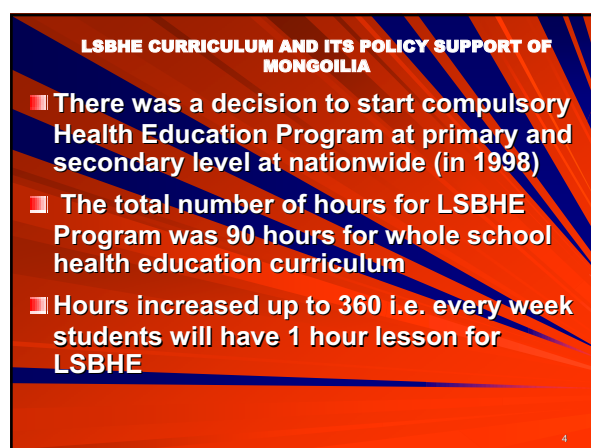 LSBHE CURRICULUM AND ITS POLICY SUPPORT OF
MONGOILIA
There was a decision to start compulsory
Health Education Program at primary and
secondary level at nationwide (in 1998)
The total number of hours for LSBHE
Program was 90 hours for whole school
health education curriculum
Hours increased up to 360 i.e. every week
students will have 1 hour lesson for
LSBHE
4